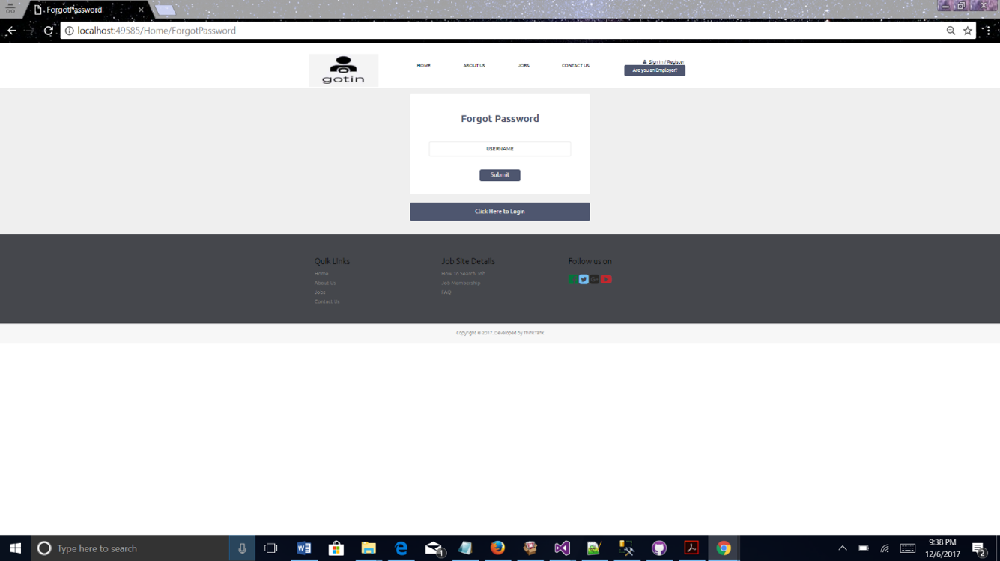 ForgotPassword
localhost:49585/Home/ForgotPassword
gotin
HOME ABOUT US JOBS CONTACT US
Sign in / Register
Are you an Employer?
Forgot Password
USERNAME
Submit
Click Here to Login
Quik Links
Home
About Us
Jobs
Contact Us
Job Site Details
How To Search Job
Job Membership
FAQ
Follow us on
Copyright © 2017. Developed by ThinkTank
Type here to search
1
9:38 PM
12/6/2017
2